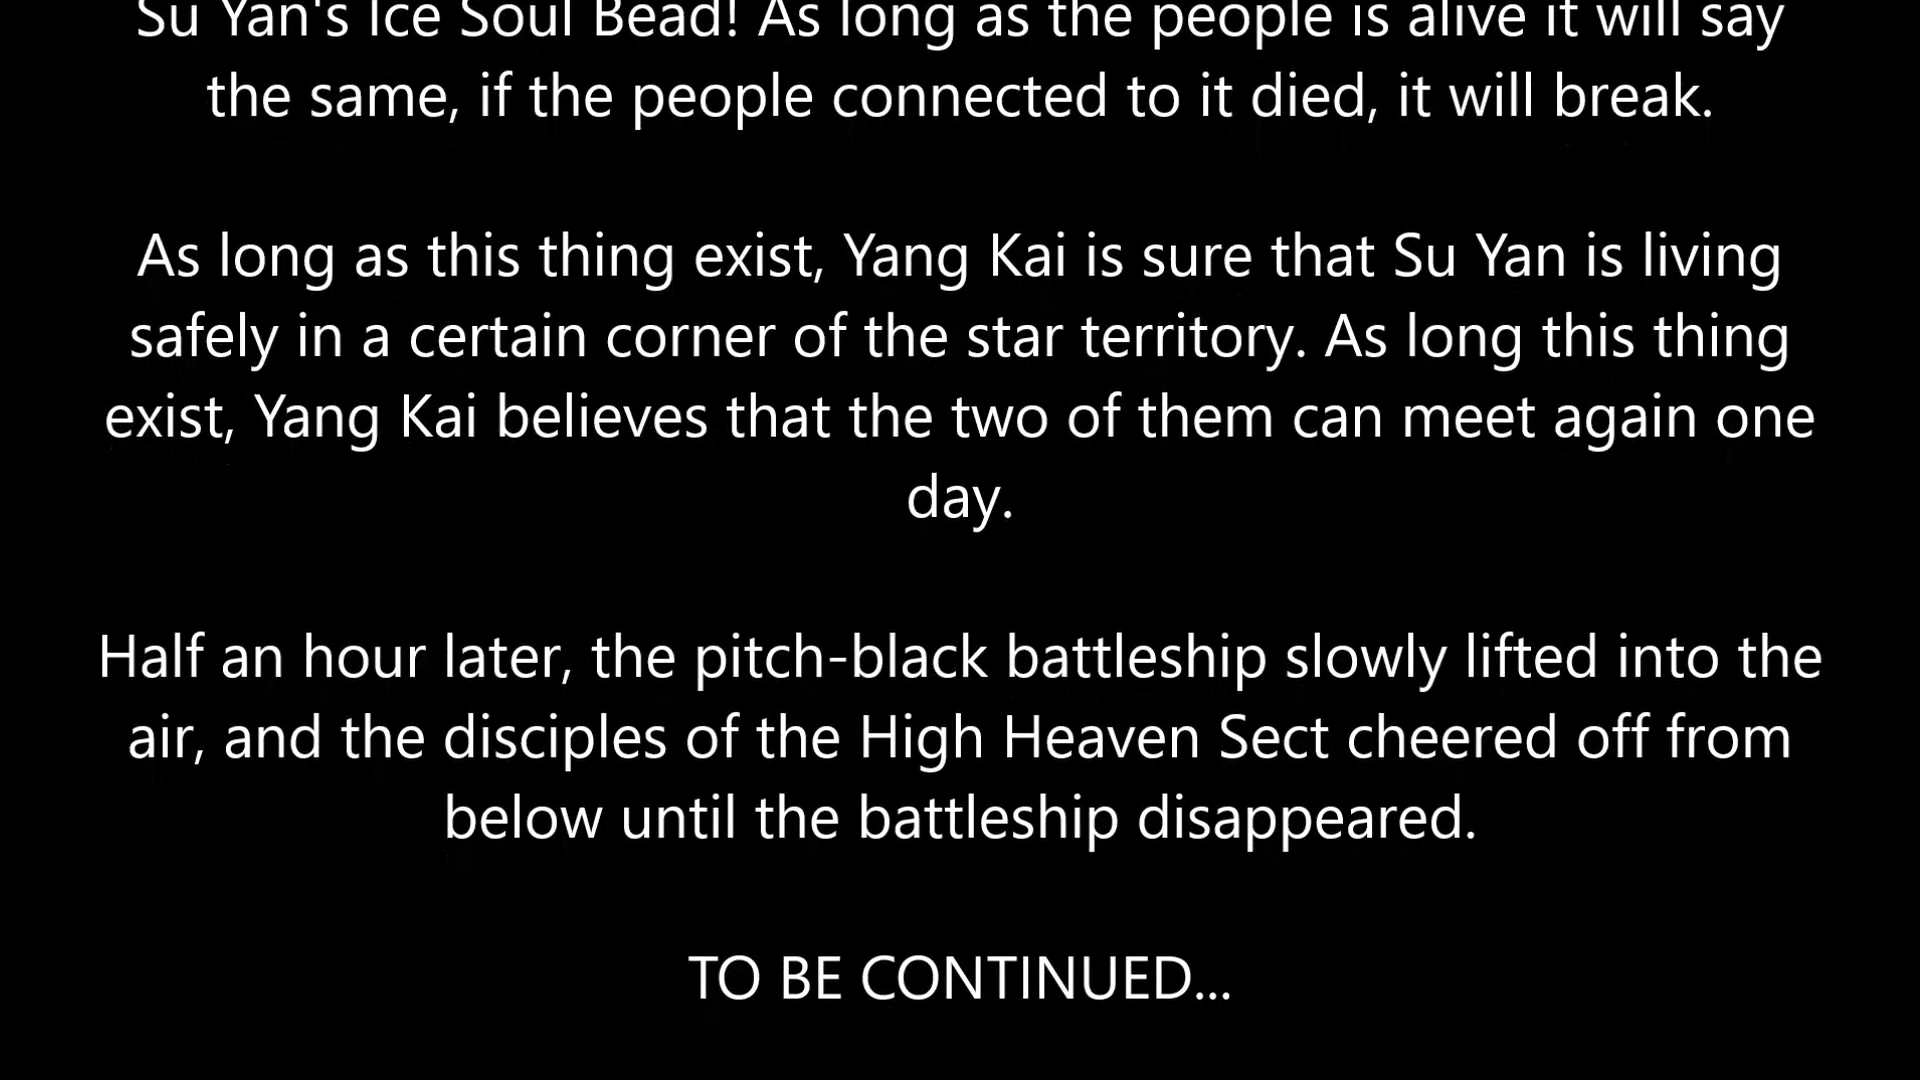 Su Yan's Ice Soul Bead! As long as the people is alive it will say
the same, if the people connected to it died, it will break.
As long as this thing exist, Yang Kai is sure that Su Yan is living
safely in a certain corner of the star territory. As long this thing
exist, Yang Kai believes that the two of them can meet again one
day.
Half an hour later, the pitch-black battleship slowly lifted into the
air, and the disciples of the High Heaven Sect cheered off from
below until the battleship disappeared.
TO BE CONTINUED...